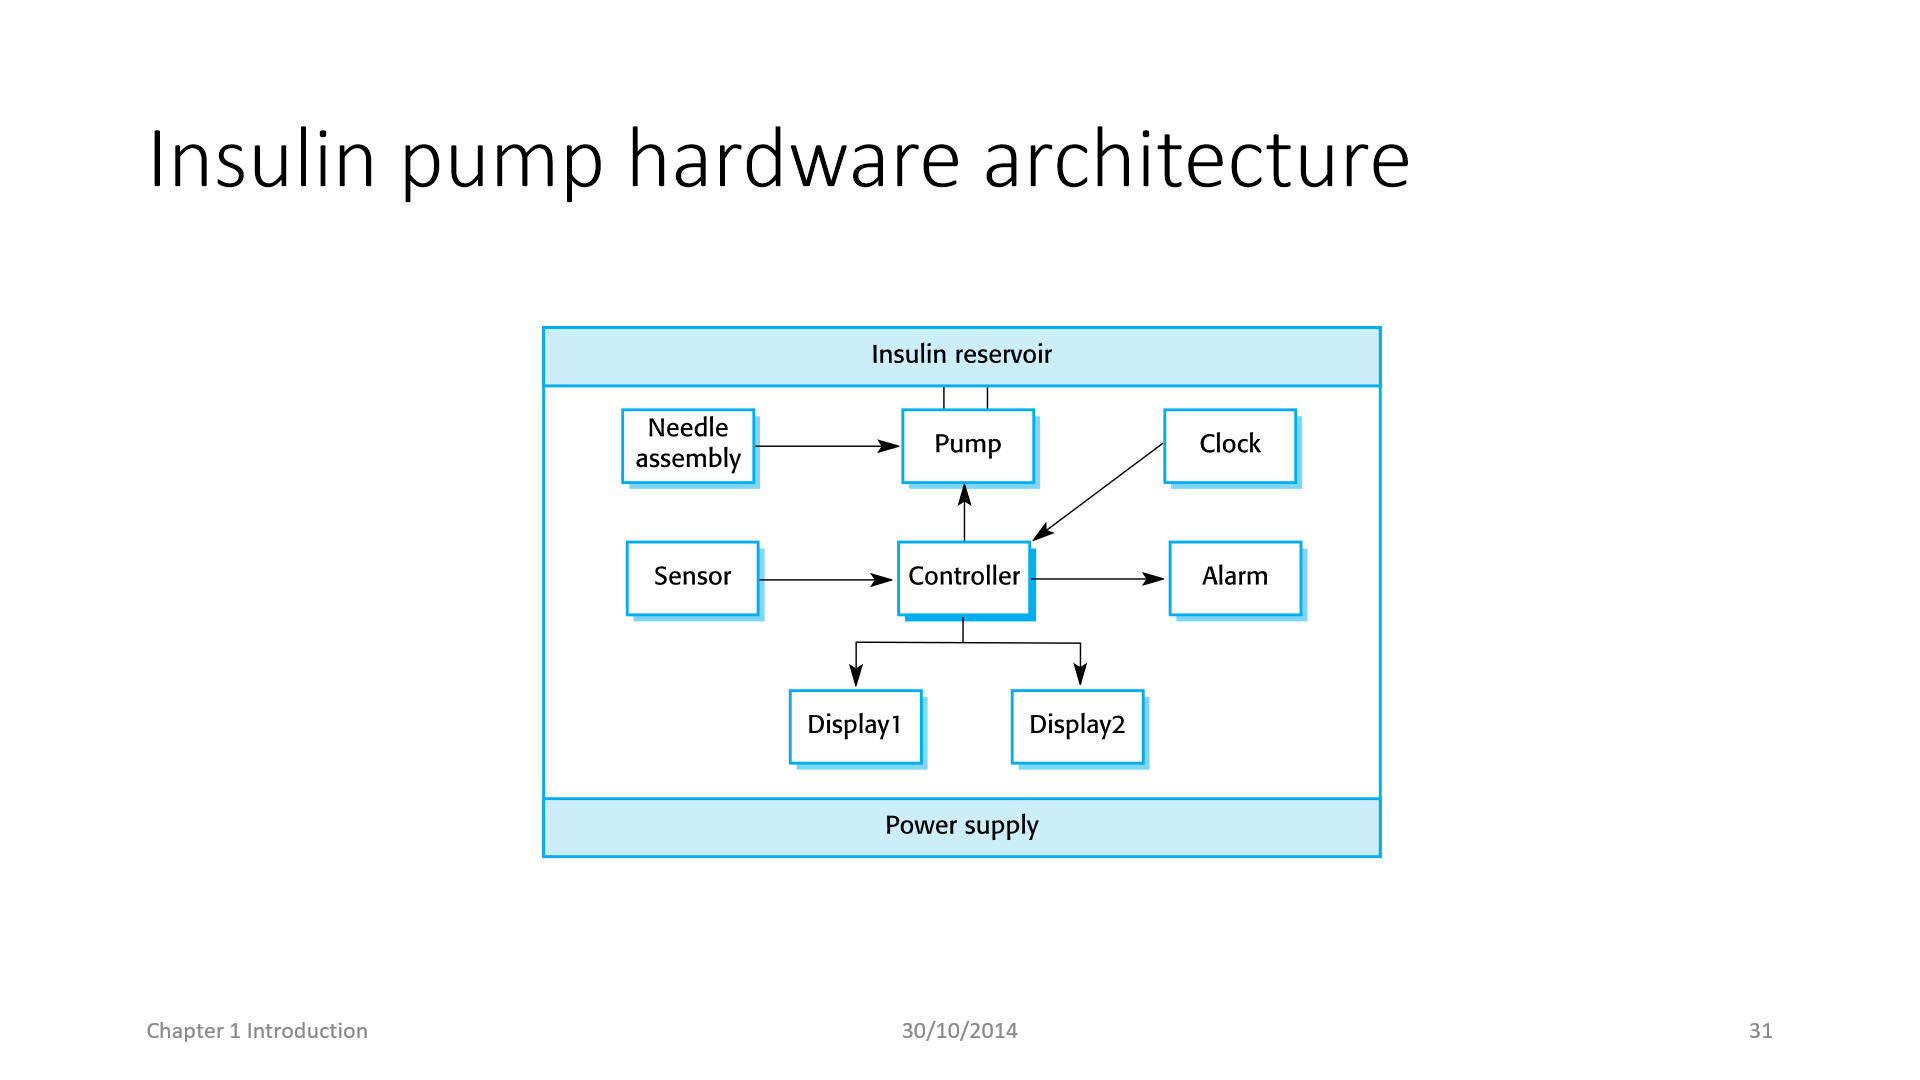 Insulin pump hardware architecture
Insulin reservoir
Needle
assembly
Pump
Clock
Sensor
Controller
Alarm
Display1
Display2
Power supply
Chapter 1 Introduction
30/10/2014
31